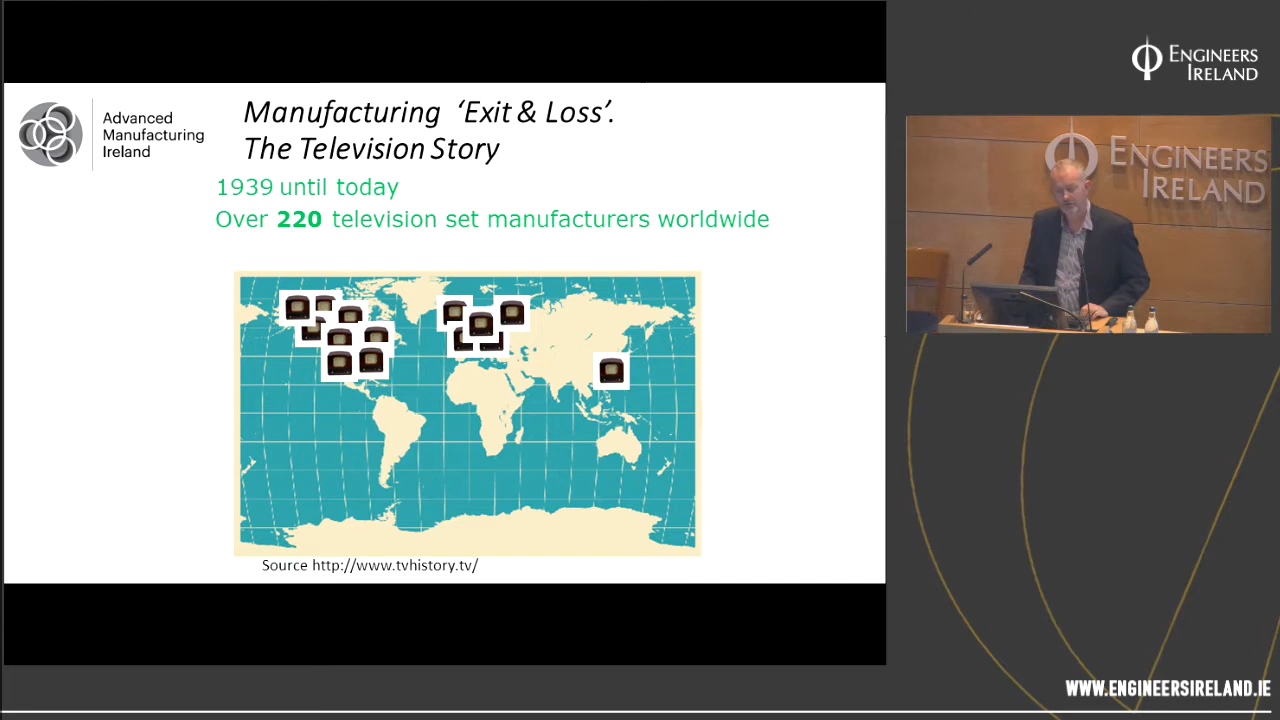 Advanced
Manufacturing
Ireland
Manufacturing ‘Exit & Loss’.
The Television Story
1939 until today
Over 220 television set manufacturers worldwide
Source http://www.tvhistory.tv/
ENGINEERS
IRELAND
ENGINEERS
IRELAND
WWW.ENGINEERSIRELAND.IE